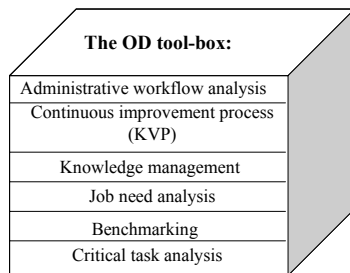 The OD tool-box:
Administrative workflow analysis
Continuous improvement process
(KVP)
Knowledge management
Job need analysis
Benchmarking
Critical task analysis